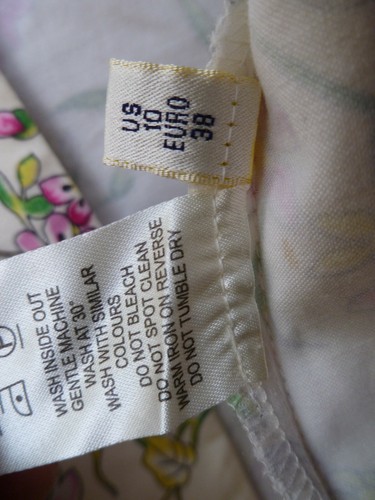 US
10
EURO
38
WASH INSIDE OUT
GENTLE MACHINE
WASH AT 30°
WASH WITH SIMILAR
COLOURS
DO NOT BLEACH
DO NOT SPOT CLEAN
WARM IRON ON REVERSE
DO NOT TUMBLE DRY